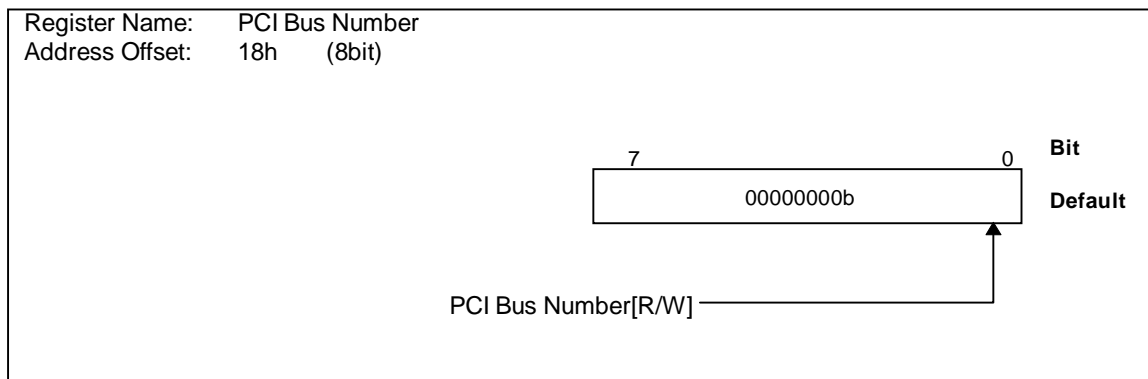 Register Name: PCI Bus Number
Address Offset: 18h (8bit)
7 0 Bit
00000000b Default
PCI Bus Number[R/W]